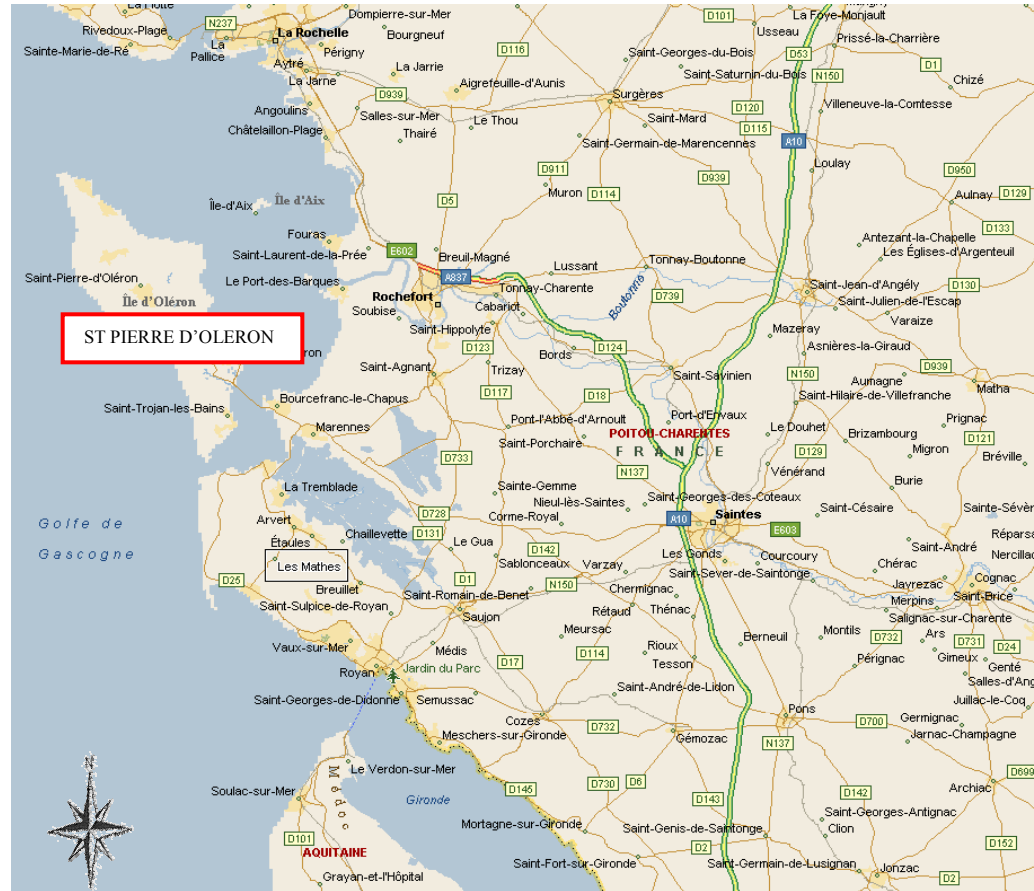 La Flotte
Dompierre-sur-Mer
D101
La Foye-Monjault
N237
Rivedoux-Plage
La Rochelle
Bourgneuf
Usseau
Prissé-la-Charrière
Sainte-Marie-de-Ré
La Pallice
Périgny
D116
Saint-Georges-du-Bois
D53
D1
Aytré
La Jarne
La Jarrie
Saint-Saturnin-du-Bois
N150
Chizé
Aigrefeuille-d'Aunis
D939
Surgères
Angoulins
Salles-sur-Mer
Le Thou
Saint-Mard
D120
Villeneuve-la-Comtesse
Châtelaillon-Plage
Thairé
D115
Saint-Germain-de-Marencennes
A10
Loulay
D911
D939
D950
Muron
D114
Aulnay
D129
Île-d'Aix
Île d'Aix
D5
D133
Fouras
Antezant-la-Chapelle
Saint-Laurent-de-la-Prée
E602
Breuil-Magné
Les Églises-d'Argenteuil
Lussant
Tonnay-Boutonne
Saint-Pierre-d'Oléron
Le Port-des-Barques
A837
Tonnay-Charente
Saint-Jean-d'Angély
D130
Île d'Oléron
Rochefort
Cabariot
Boutonne
D739
Saint-Julien-de-l'Escap
Soubise
Varaize
ST PIERRE D'OLERON
Saint-Hippolyte
Mazeray
D123
Bords
D124
Asnières-la-Giraud
Saint-Agnant
Trizay
Saint-Savinien
N150
D939
Aumagne
Matha
D117
D18
Saint-Hilaire-de-Villefranche
Bourcefranc-le-Chapus
Saint-Trojan-les-Bains
Pont-l'Abbé-d'Arnoult
Port-d'Envaux
Prignac
Marennes
POITOU-CHARENTES
Le Douhet
Brizambourg
D121
Saint-Porchaire
FRANCE
D129
Migron
Bréville
D733
N137
Vénérand
La Tremblade
Sainte-Gemme
Burie
Nieul-lès-Saintes
Saint-Georges-des-Coteaux
Golfe de
Gascogne
Arvert
D728
Corme-Royal
A10
Saintes
Saint-Césaire
Étaules
Chaillevette
D131
E603
Le Gua
D142
Saint-André
Les Mathes
Sablonceaux
Varzay
Les Gonds
Courcoury
Chérac
D25
Breuillet
D1
N150
Saint-Sever-de-Saintonge
Javrezac
Cognac
Saint-Romain-de-Benet
Chermignac
Merpins
Saint-Brice
Saint-Sulpice-de-Royan
Saujon
Rétaud
Thénac
Salignac-sur-Charente
Meursac
Montils
D732
Ars
D731
D24
Vaux-sur-Mer
Médis
D17
D114
Rioux
Berneuil
Gimeux
Genté
Royan
Jardin du Parc
Tesson
Pérignac
Saint-Georges-de-Didonne
Semussac
Saint-André-de-Lidon
Juillac-le-Coq
Pons
Cozes
D732
D700
Germignac
Meschers-sur-Gironde
Gémozac
N137
Jarnac-Champagne
Médoc
Le Verdon-sur-Mer
D699
Soulac-sur-Mer
Gironde
D145
D730
D6
D143
D142
Archiac
Mortagne-sur-Gironde
Saint-Georges-Antignac
D101
Saint-Genis-de-Saintonge
Clion
D152
AQUITAINE
D2
Saint-Fort-sur-Gironde
Saint-Germain-de-Lusignan
Jonzac
Grayan-et-l'Hôpital
D2